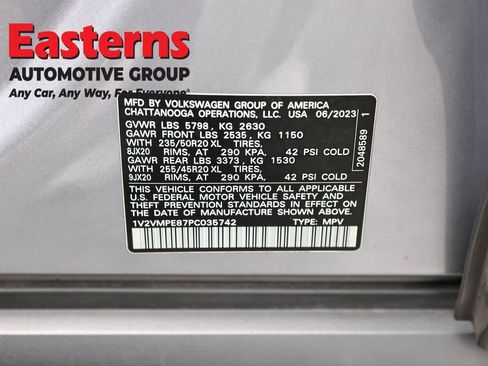 Easterns
AUTOMOTIVE GROUP
Any Car, Any Way, For Everyone
MFD BY VOLKSWAGEN GROUP OF AMERICA
CHATTANOOGA OPERATIONS, LLC. USA 06/2023
GVWR LBS 5798 , KG 2630
GAWR FRONT LBS 2535 , KG 1150
WITH 235/50R20 XL TIRES,
8JX20 RIMS, AT 290 KPA. 42 PSI COLD
GAWR REAR LBS 3373 , KG 1530
WITH 255/45R20 XL TIRES,
9JX20 RIMS, AT 290 KPA. 42 PSI COLD
THIS VEHICLE CONFORMS TO ALL APPLICABLE
U.S. FEDERAL MOTOR VEHICLE SAFETY AND
THEFT PREVENTION STANDARDS IN EFFECT ON
THE DATE OF MANUFACTURE SHOWN ABOVE.
1V2VMPE87PC035742 TYPE: MPV
2048589 1